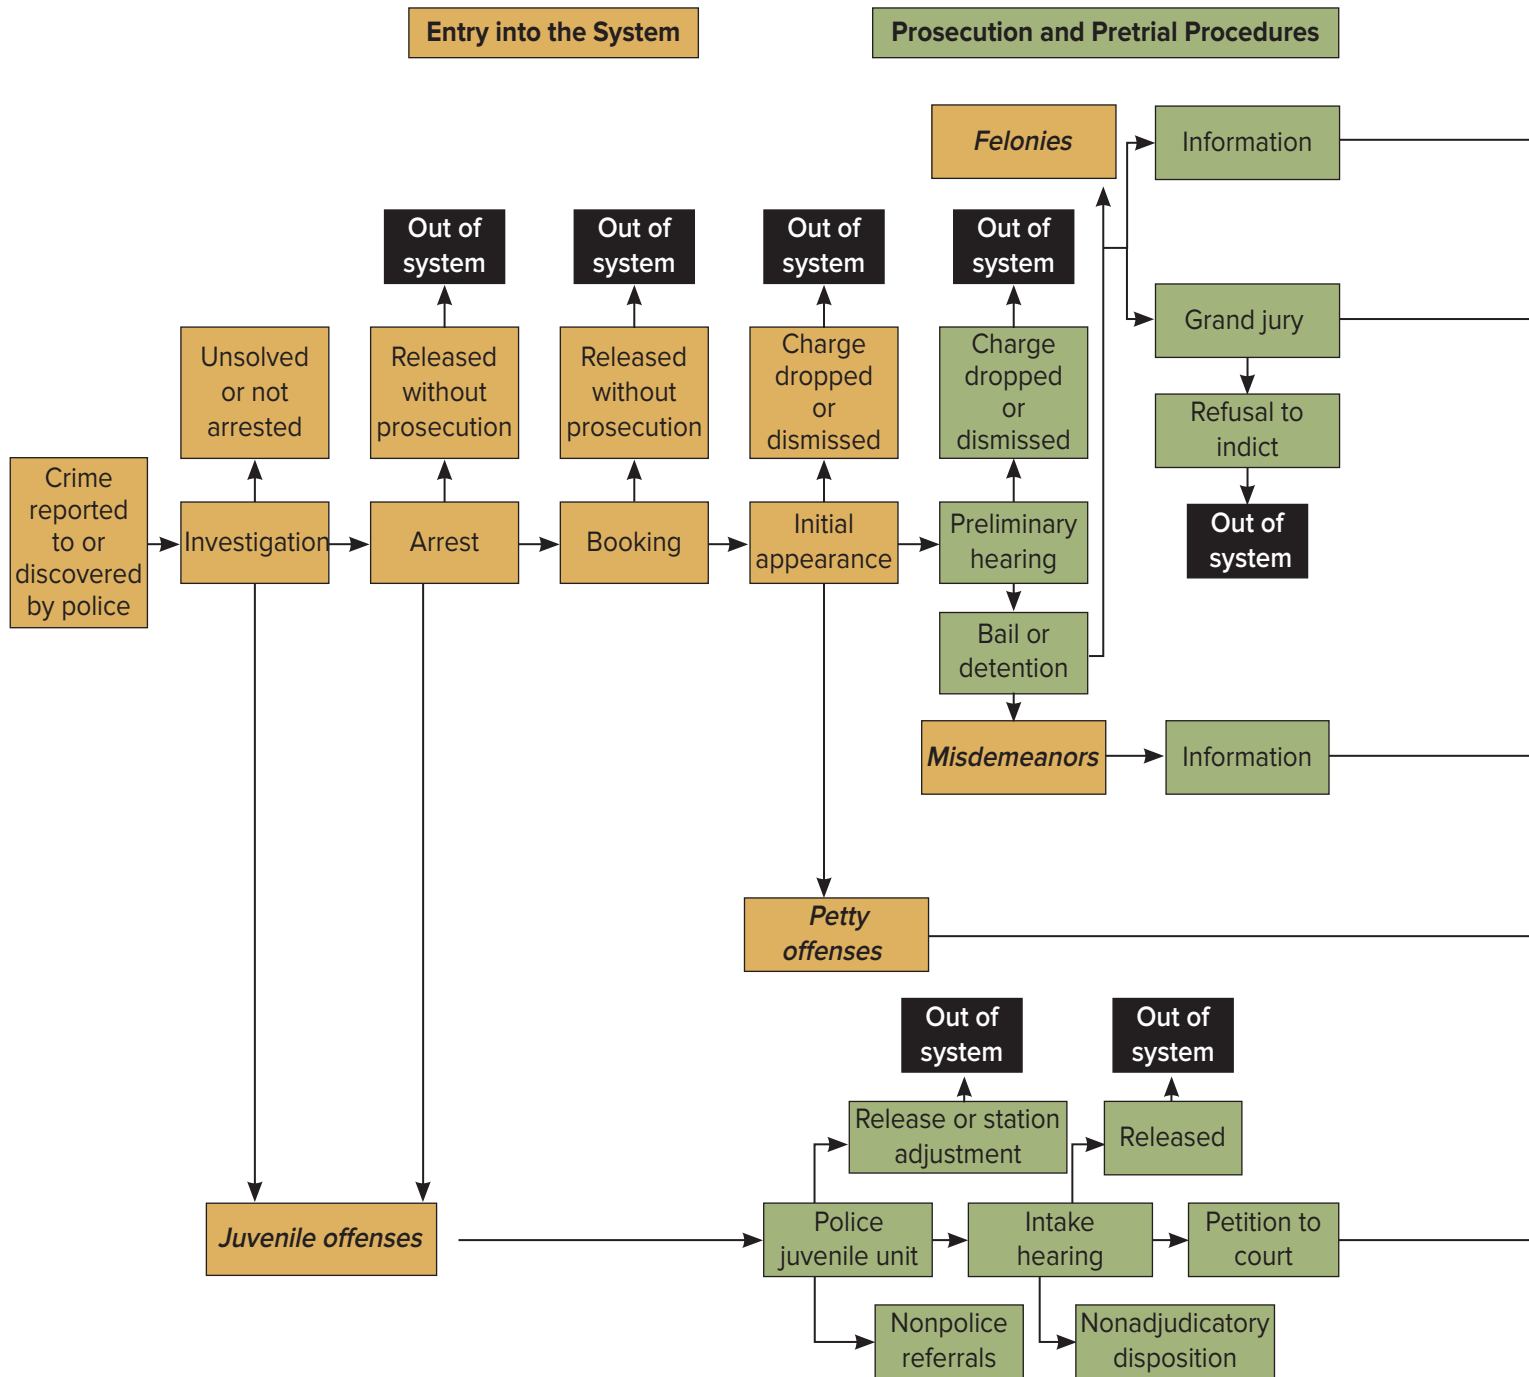 Entry into the System
Prosecution and Pretrial Procedures
Felonies
Information
Out of
system
Out of
system
Out of
system
Out of
system
Grand jury
Unsolved
or not
arrested
Released
without
prosecution
Released
without
prosecution
Charge
dropped
or
dismissed
Charge
dropped
or
dismissed
Refusal to
indict
Out of
system
Crime
reported
to or
discovered
by police
Investigation
Arrest
Booking
Initial
appearance
Preliminary
hearing
Bail or
detention
Misdemeanors
Information
Petty
offenses
Out of
system
Out of
system
Release or station
adjustment
Released
Juvenile offenses
Police
juvenile unit
Intake
hearing
Petition to
court
Nonpolice
referrals
Nonadjudicatory
disposition